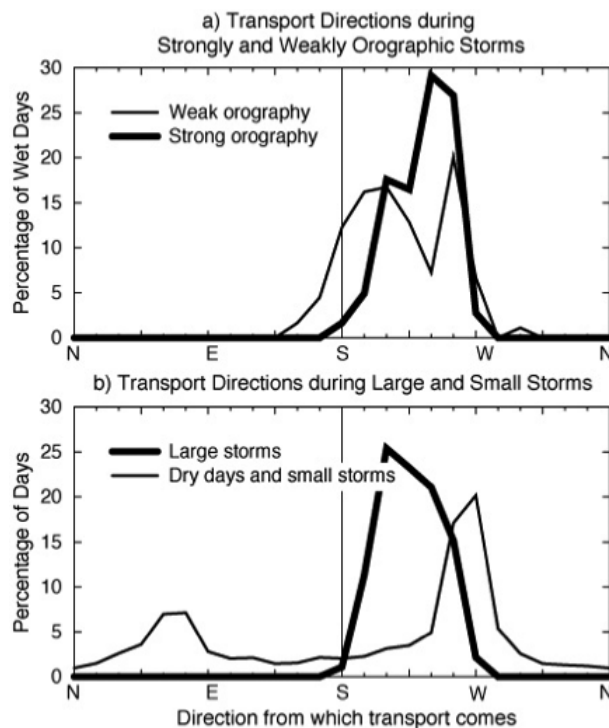 a) Transport Directions during
Strongly and Weakly Orographic Storms
Percentage of Wet Days
30
25
20
15
10
5
0
Weak orography
Strong orography
N E S W N
b) Transport Directions during Large and Small Storms
Percentage of Days
30
25
20
15
10
5
0
Large storms
Dry days and small storms
N E S W N
Direction from which transport comes